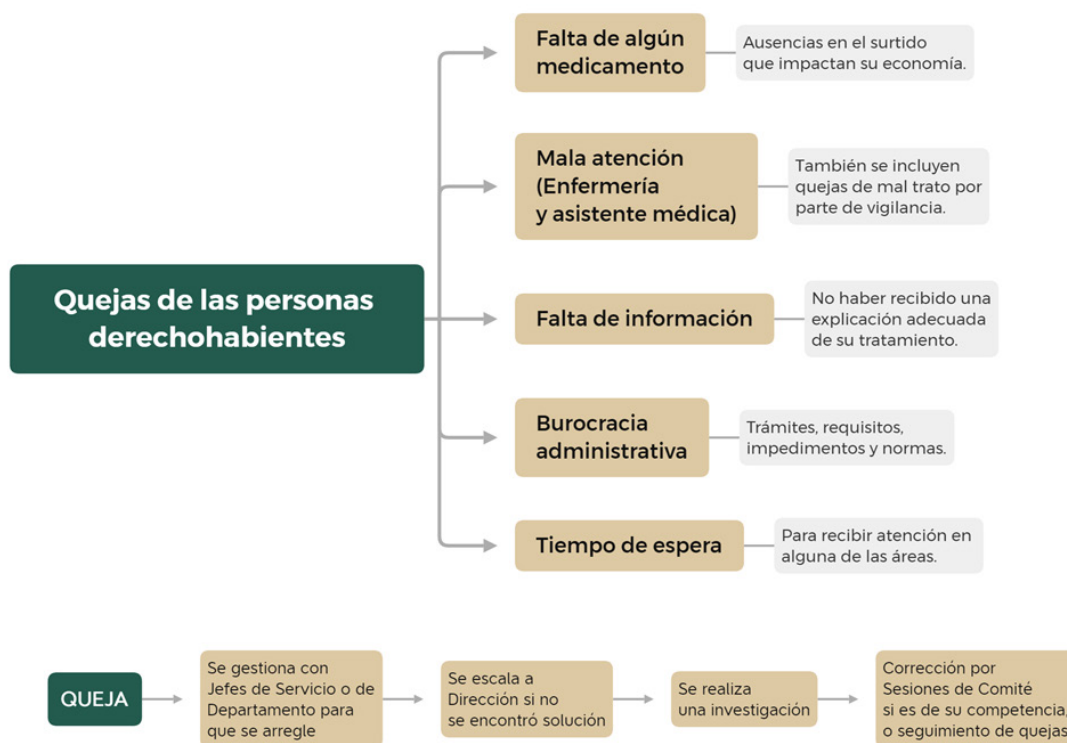 Falta de algún
medicamento
Ausencias en el surtido
que impactan su economía.
Mala atención
(Enfermería
y asistente médica)
También se incluyen
quejas de mal trato por
parte de vigilancia.
Quejas de las personas
derechohabientes
Falta de información
No haber recibido una
explicación adecuada
de su tratamiento.
Burocracia
administrativa
Trámites, requisitos,
impedimentos y normas.
Tiempo de espera
Para recibir atención en
alguna de las áreas.
QUEJA
Se gestiona con
Jefes de Servicio o de
Departamento para
que se arregle
Se escala a
Dirección si no
se encontró solución
Se realiza
una investigación
Corrección por
Sesiones de Comité
si es de su competencia,
o seguimiento de quejas